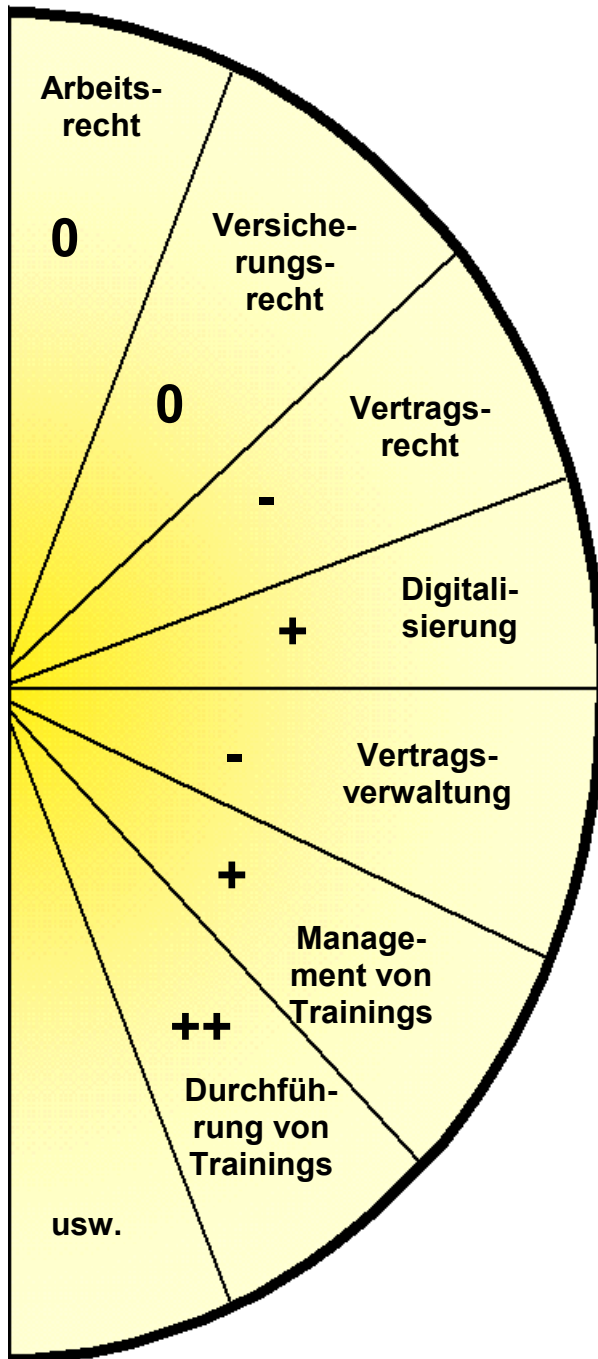 Arbeits-
recht
0
Versiche-
rungs-
recht
0
Vertrags-
recht
-
Digitali-
sierung
+
Vertrags-
verwaltung
-
+
Manage-
ment von
Trainings
++
Durchfüh-
rung von
Trainings
usw.